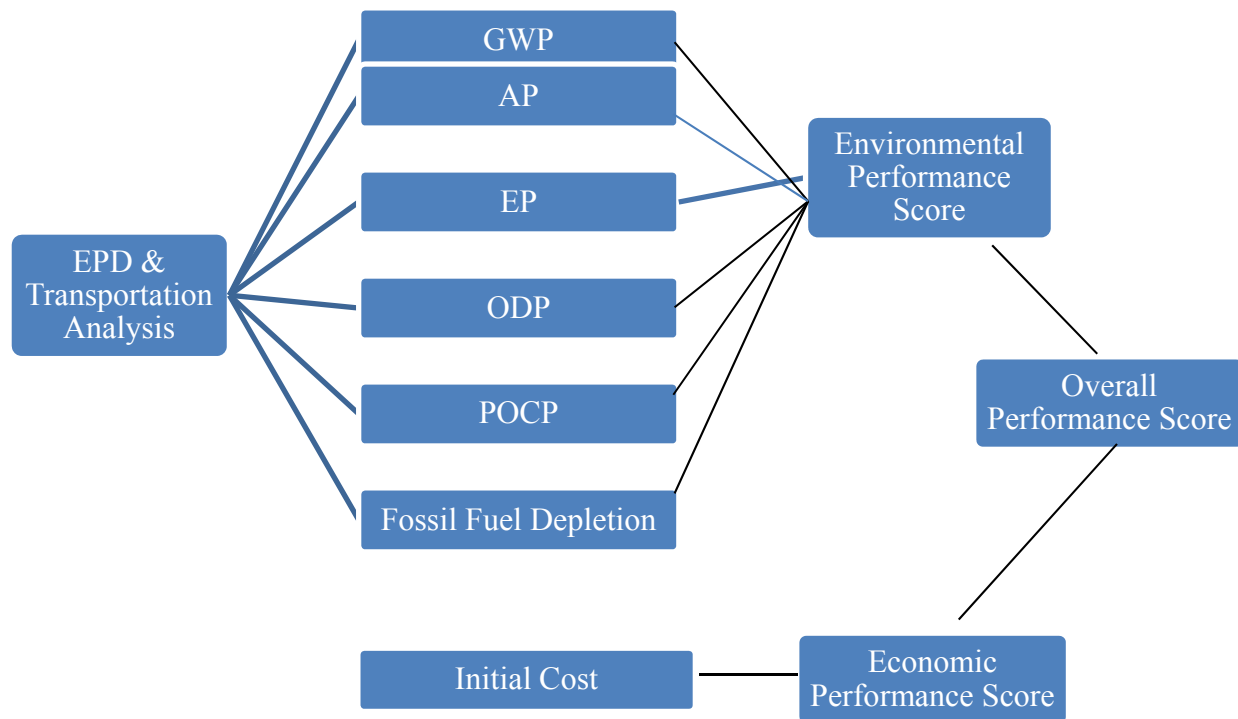 GWP
AP
EP
ODP
POCP
Fossil Fuel Depletion
EPD &
Transportation
Analysis
Environmental
Performance
Score
Overall
Performance Score
Initial Cost
Economic
Performance Score